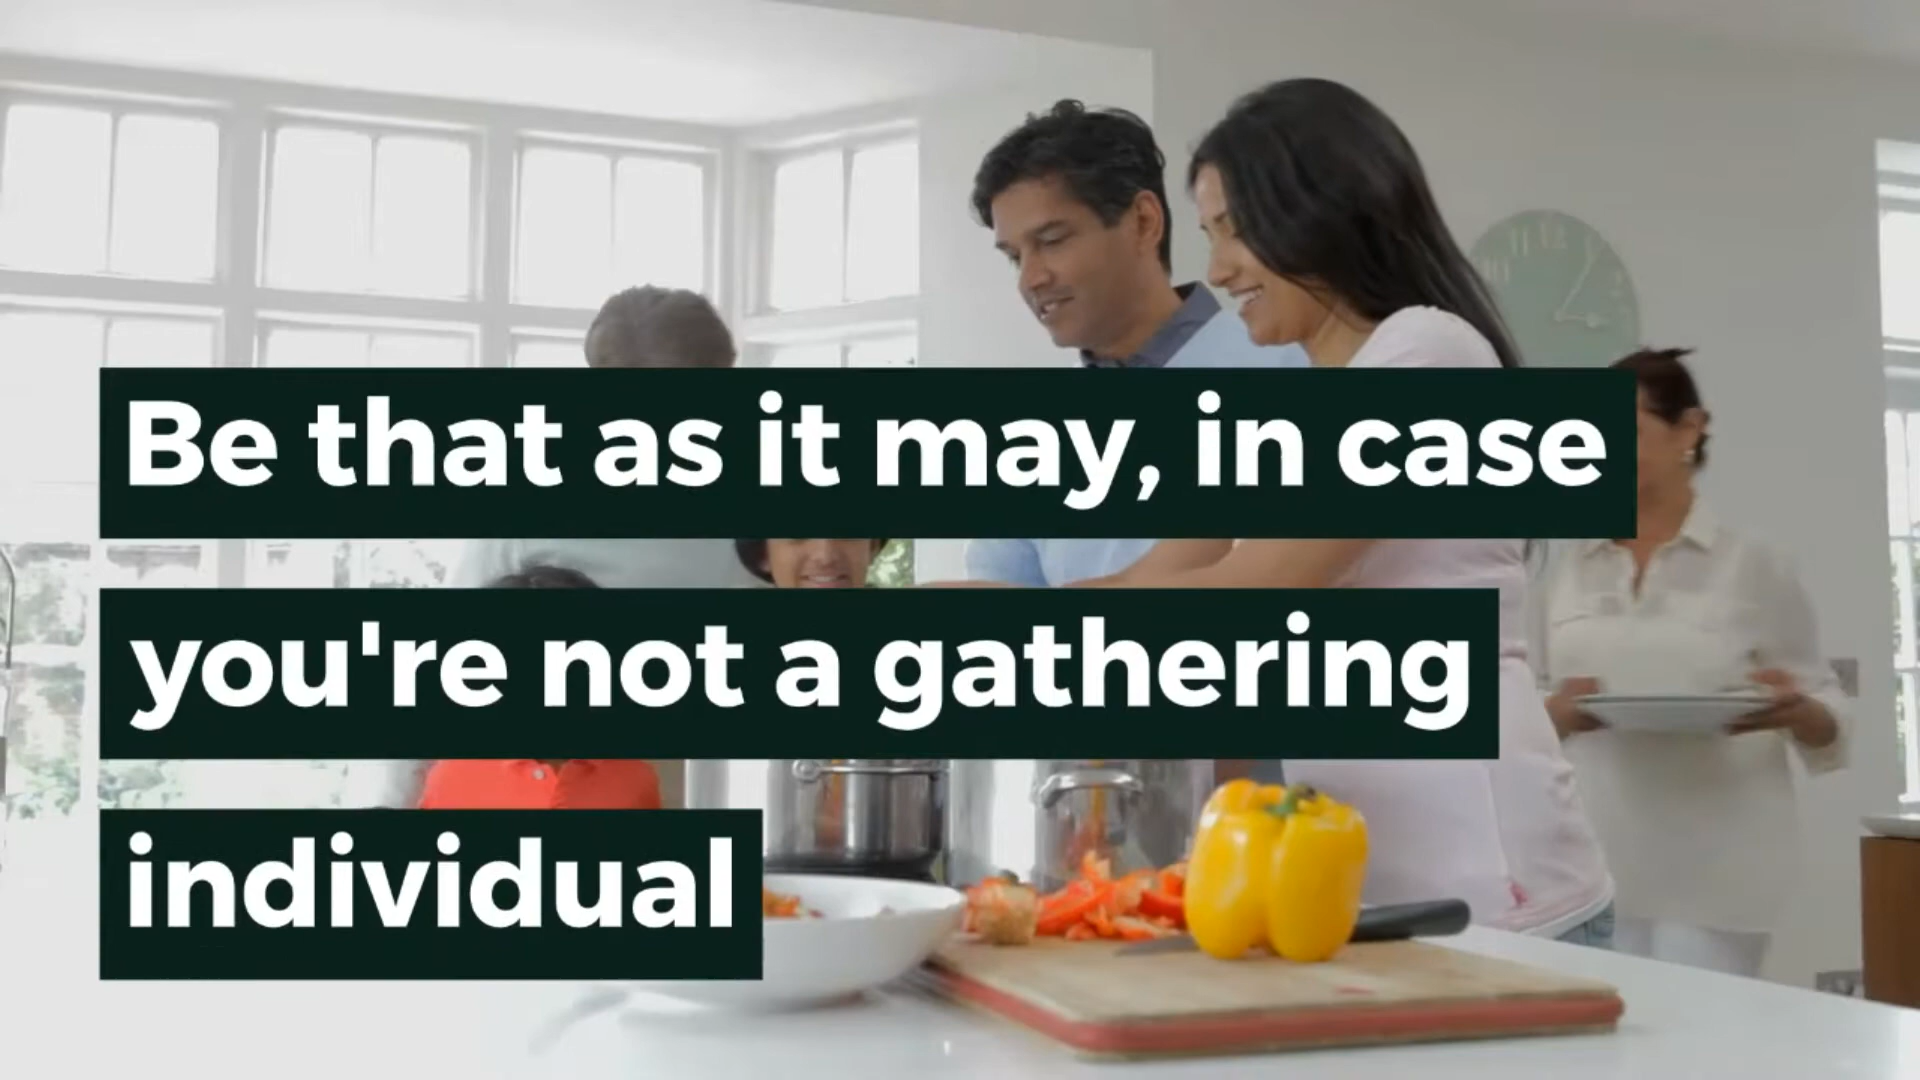 Be that as it may, in case
you're not a gathering
individual